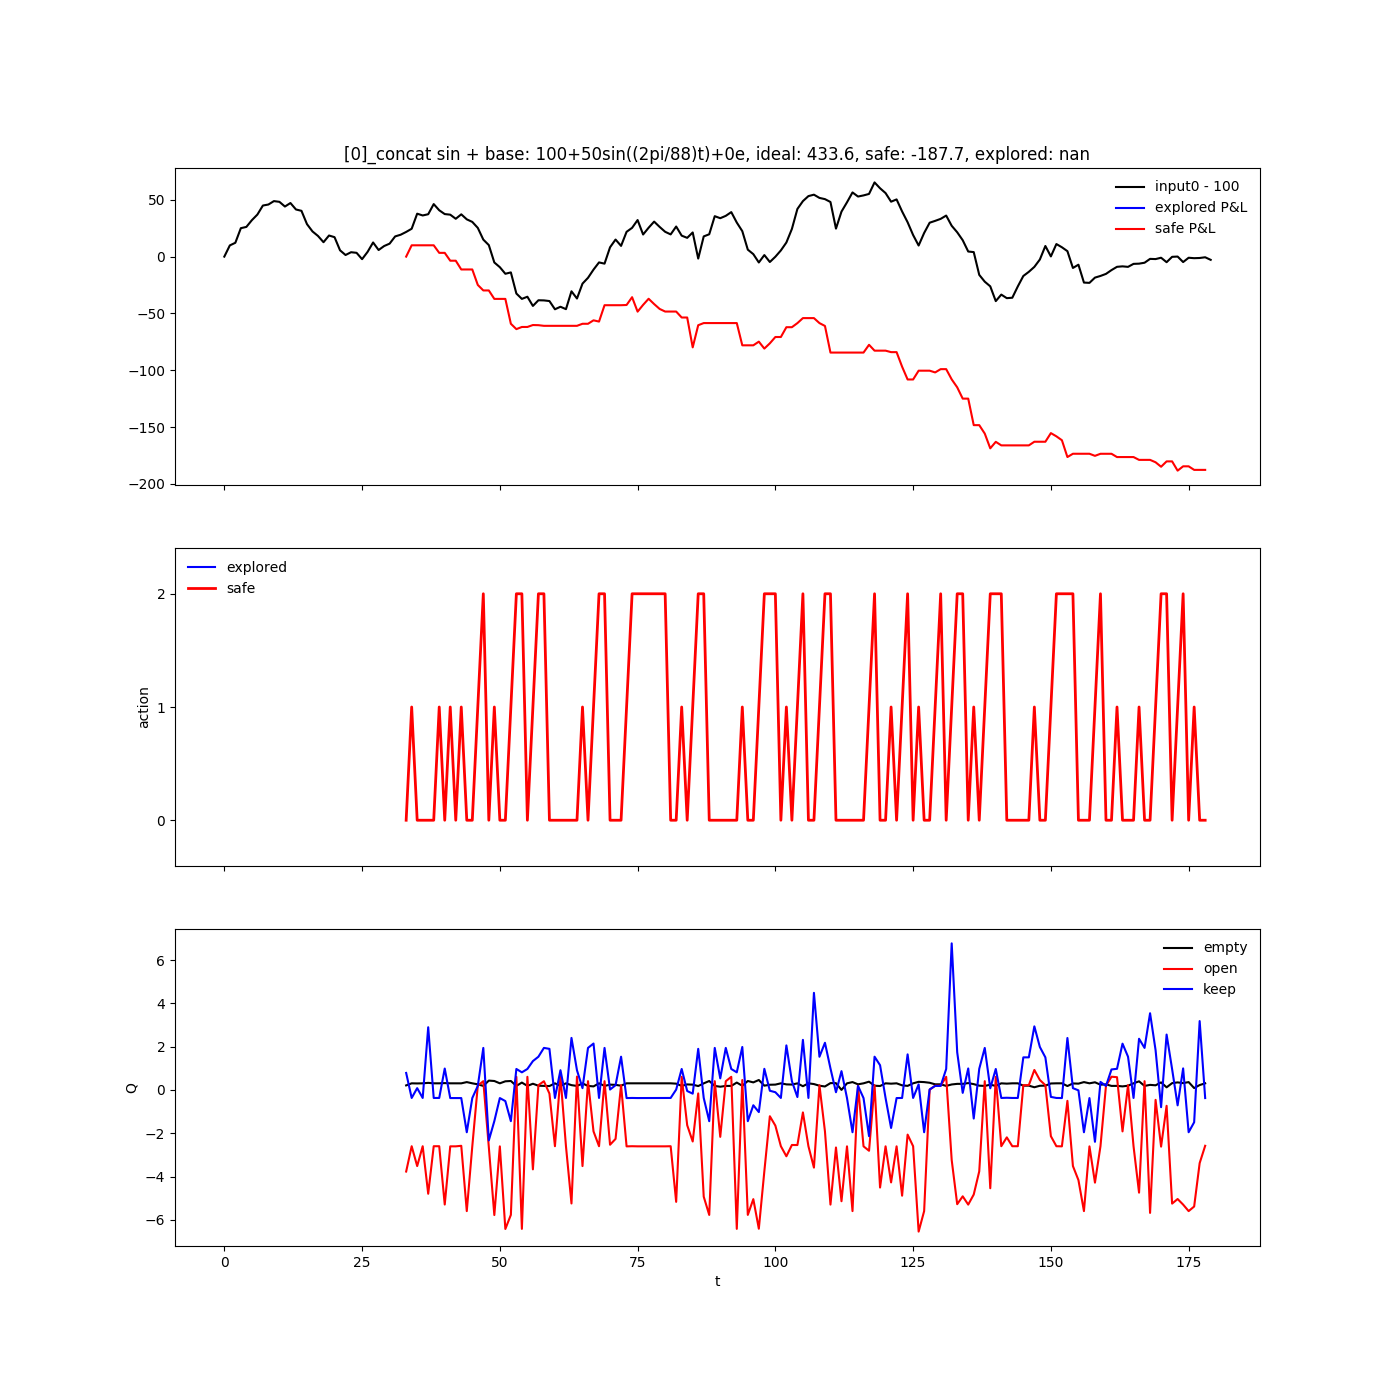 [0]_concat sin + base: 100+50sin((2pi/88)t)+0e, ideal: 433.6, safe: -187.7, explored: nan
input0 - 100
explored P&L
safe P&L
50
0
−50
−100
−150
−200
explored
safe
2
1
0
action
empty
open
keep
6
4
2
0
−2
−4
−6
Q
0 25 50 75 100 125 150 175
t